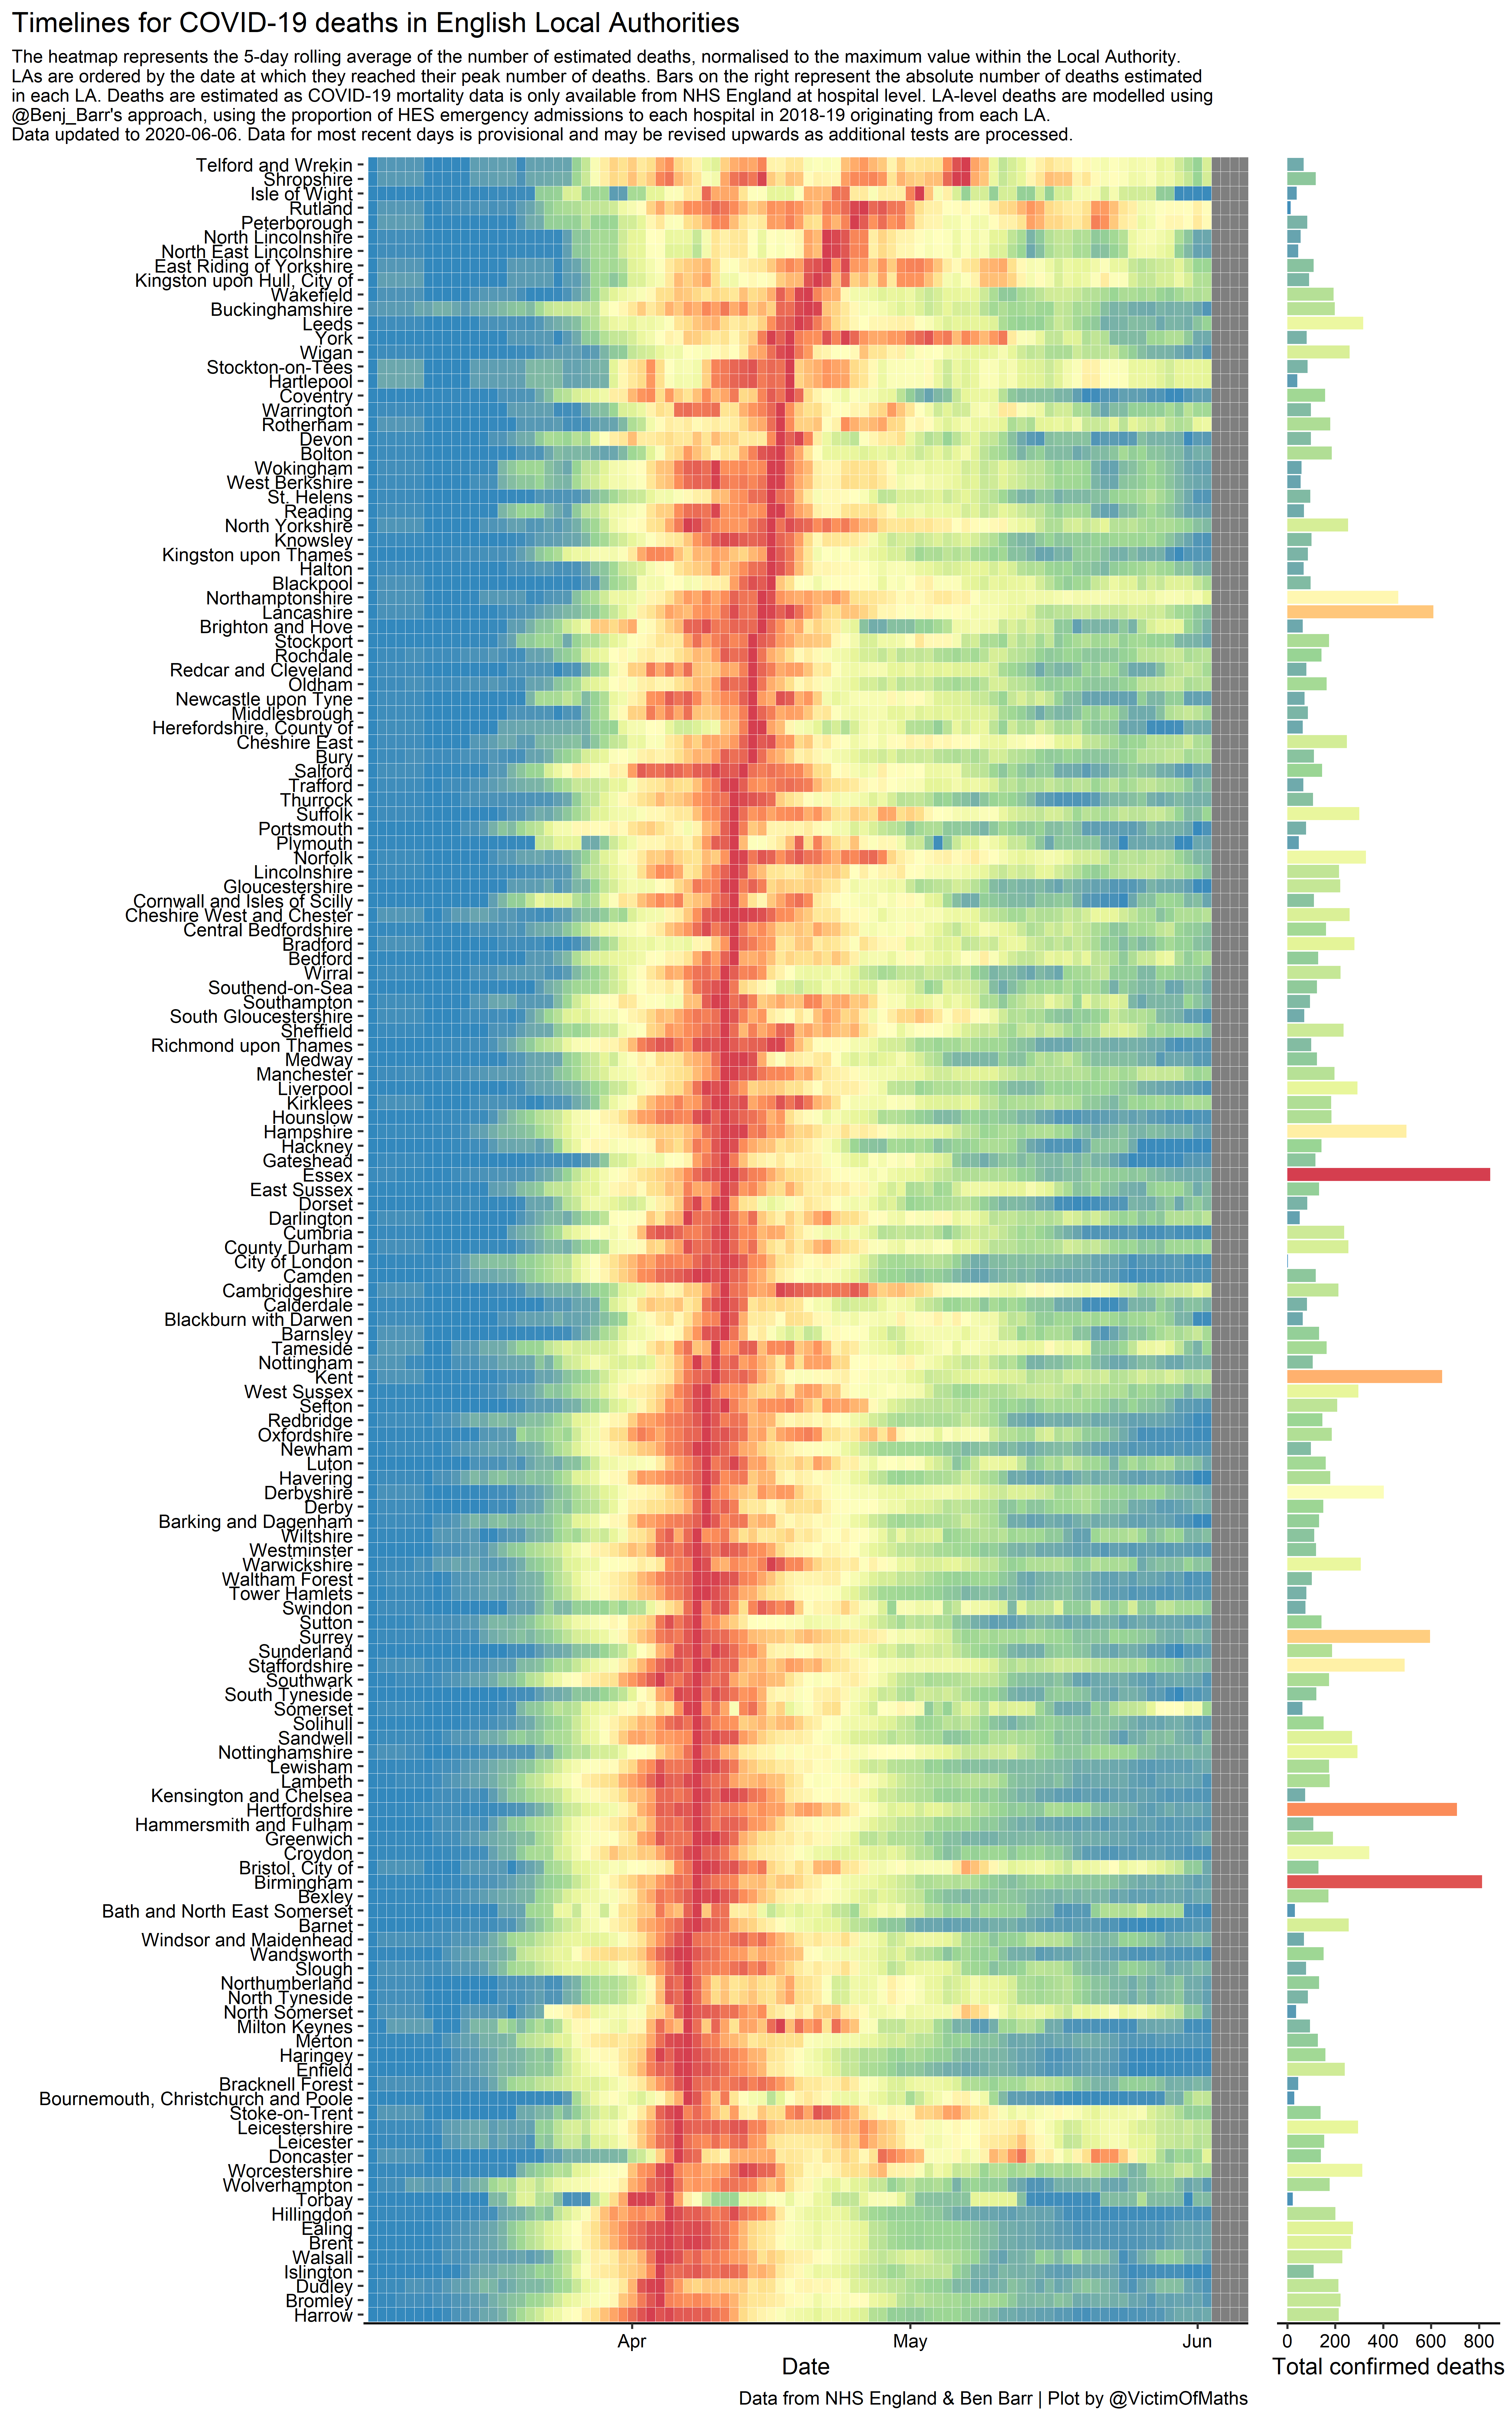 Timelines for COVID-19 deaths in English Local Authorities
The heatmap represents the 5-day rolling average of the number of estimated deaths, normalised to the maximum value within the Local Authority.
LAs are ordered by the date at which they reached their peak number of deaths. Bars on the right represent the absolute number of deaths estimated
in each LA. Deaths are estimated as COVID-19 mortality data is only available from NHS England at hospital level. LA-level deaths are modelled using
@Benj_Barr's approach, using the proportion of HES emergency admissions to each hospital in 2018-19 originating from each LA.
Data updated to 2020-06-06. Data for most recent days is provisional and may be revised upwards as additional tests are processed.
Telford and Wrekin
Shropshire
Isle of Wight
Rutland
Peterborough
North Lincolnshire
North East Lincolnshire
East Riding of Yorkshire
Kingston upon Hull, City of
Wakefield
Buckinghamshire
Leeds
York
Wigan
Stockton-on-Tees
Hartlepool
Coventry
Warrington
Rotherham
Devon
Bolton
Wokingham
West Berkshire
St. Helens
Reading
North Yorkshire
Knowsley
Kingston upon Thames
Halton
Blackpool
Northamptonshire
Lancashire
Brighton and Hove
Stockport
Rochdale
Redcar and Cleveland
Oldham
Newcastle upon Tyne
Middlesbrough
Herefordshire, County of
Cheshire East
Bury
Salford
Trafford
Thurrock
Suffolk
Portsmouth
Plymouth
Norfolk
Lincolnshire
Gloucestershire
Cornwall and Isles of Scilly
Cheshire West and Chester
Central Bedfordshire
Bradford
Bedford
Wirral
Southend-on-Sea
Southampton
South Gloucestershire
Sheffield
Richmond upon Thames
Medway
Manchester
Liverpool
Kirklees
Hounslow
Hampshire
Hackney
Gateshead
Essex
East Sussex
Dorset
Darlington
Cumbria
County Durham
City of London
Camden
Cambridgeshire
Calderdale
Blackburn with Darwen
Barnsley
Tameside
Nottingham
Kent
West Sussex
Sefton
Redbridge
Oxfordshire
Newham
Luton
Havering
Derbyshire
Derby
Barking and Dagenham
Wiltshire
Westminster
Warwickshire
Waltham Forest
Tower Hamlets
Swindon
Sutton
Surrey
Sunderland
Staffordshire
Southwark
South Tyneside
Somerset
Solihull
Sandwell
Nottinghamshire
Lewisham
Lambeth
Kensington and Chelsea
Hertfordshire
Hammersmith and Fulham
Greenwich
Croydon
Bristol, City of
Birmingham
Bexley
Bath and North East Somerset
Barnet
Windsor and Maidenhead
Wandsworth
Slough
Northumberland
North Tyneside
North Somerset
Milton Keynes
Merton
Haringey
Enfield
Bracknell Forest
Bournemouth, Christchurch and Poole
Stoke-on-Trent
Leicestershire
Leicester
Doncaster
Worcestershire
Wolverhampton
Torbay
Hillingdon
Ealing
Brent
Walsall
Islington
Dudley
Bromley
Harrow
Apr May Jun
0 200 400 600 800
Date
Total confirmed deaths
Data from NHS England & Ben Barr | Plot by @VictimOfMaths